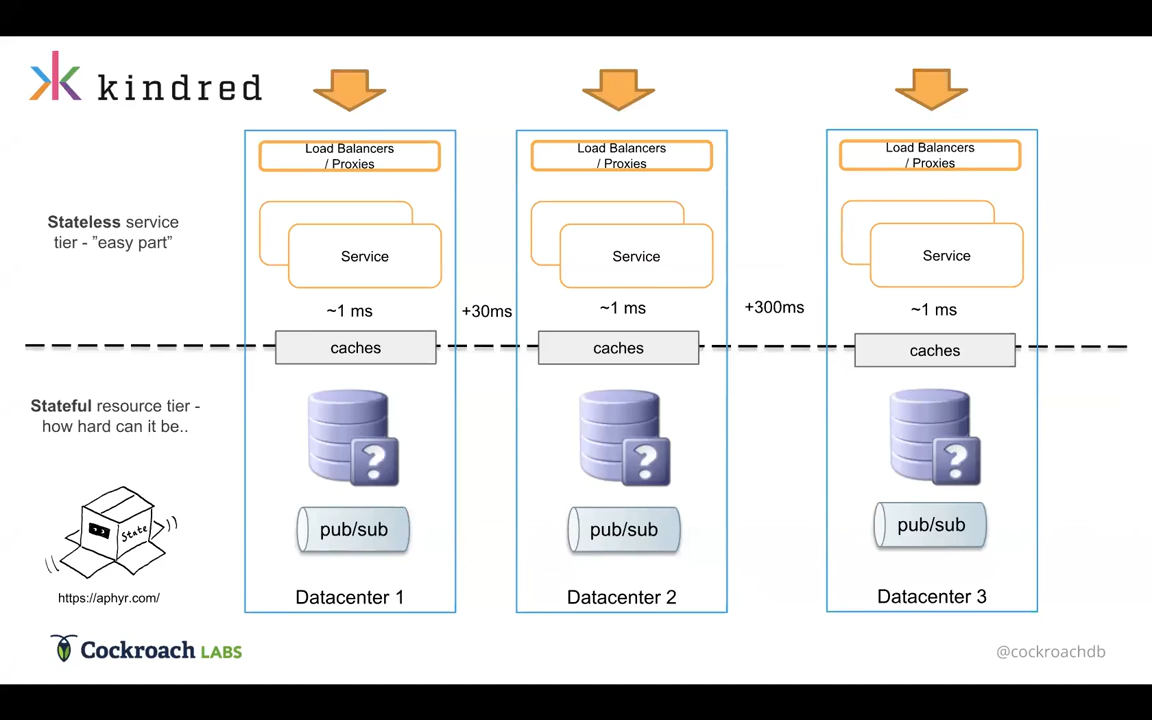 kindred
Load Balancers
/ Proxies
Load Balancers
/ Proxies
Load Balancers
/ Proxies
Stateless service
tier - ”easy part”
Service
Service
Service
~1 ms
+30ms
~1 ms
+300ms
~1 ms
caches
caches
caches
Stateful resource tier -
how hard can it be..
?
?
?
State
pub/sub
pub/sub
pub/sub
https://aphyr.com/
Datacenter 1
Datacenter 2
Datacenter 3
Cockroach LABS
@cockroachdb